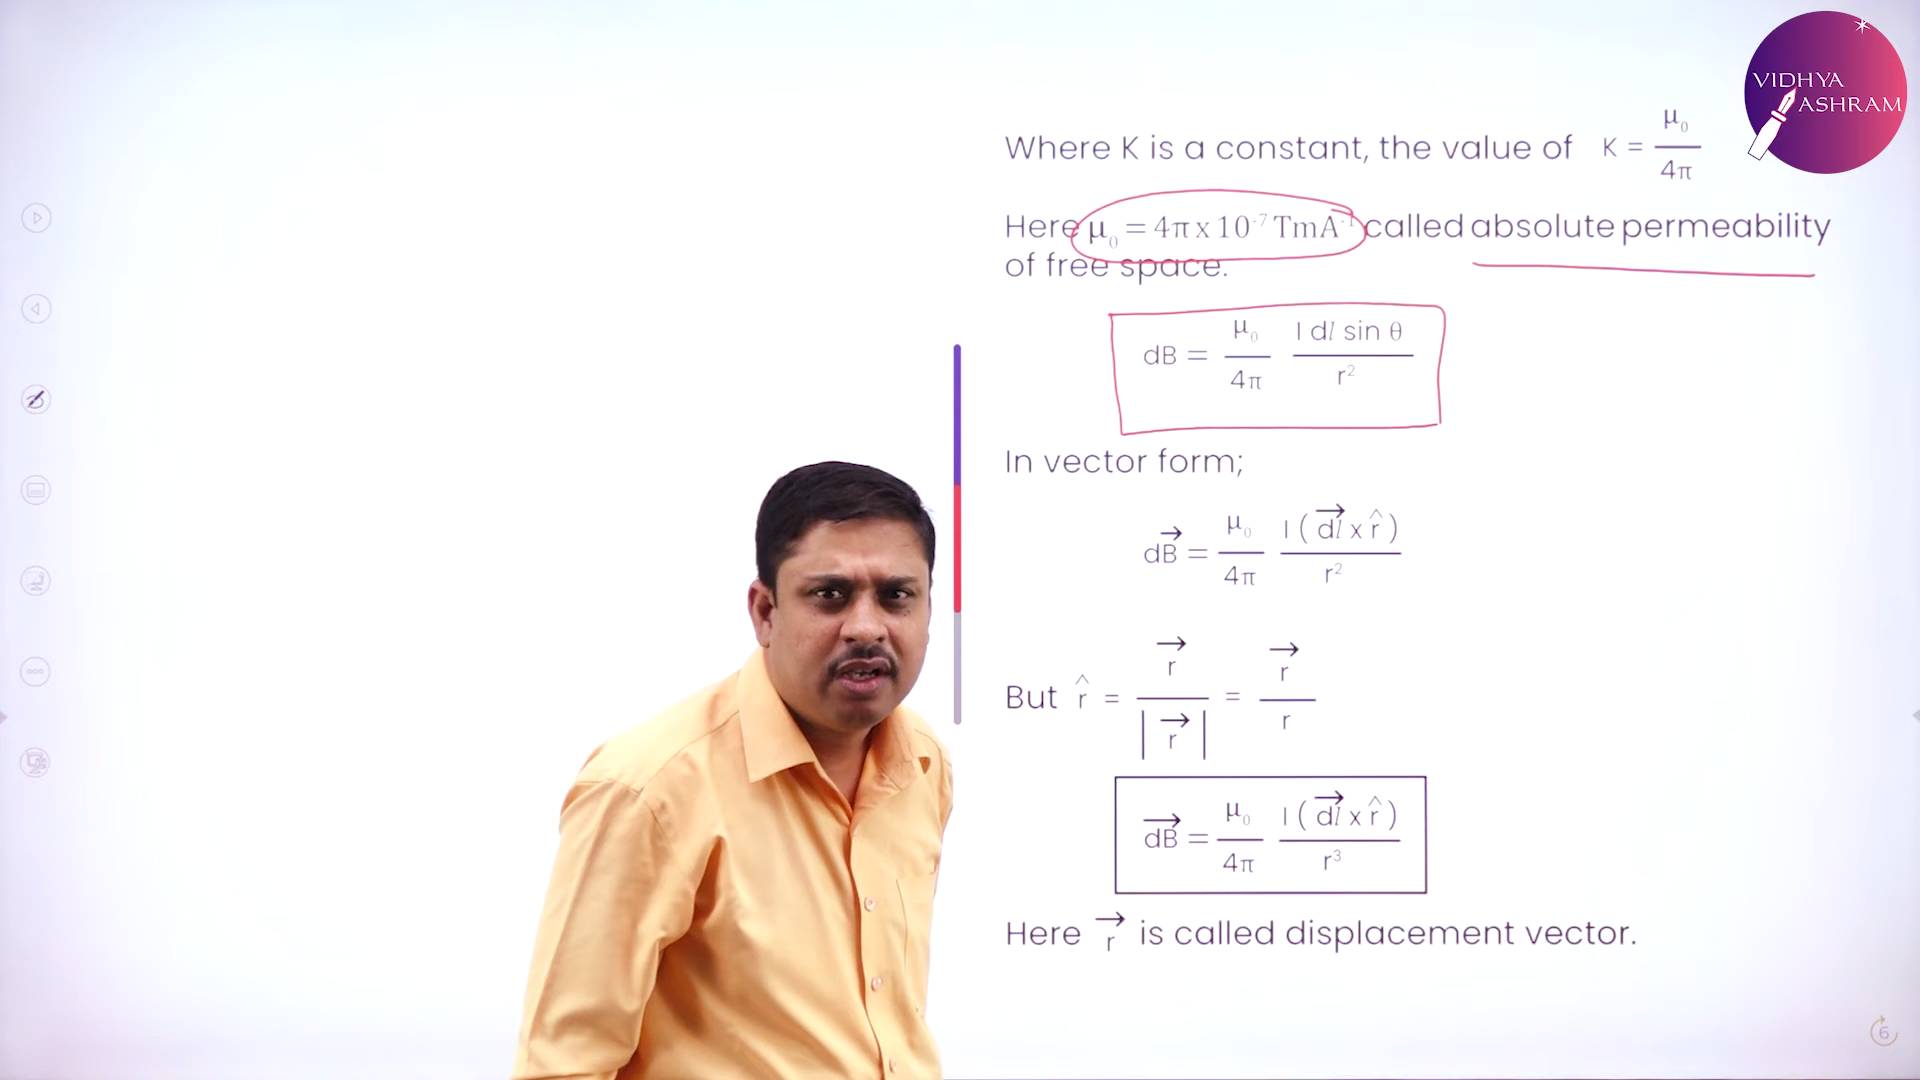 VIDHYA
ASHRAM
Where K is a constant, the value of K = μ₀ / 4π
Here μ₀ = 4π x 10⁻⁷ TmA⁻¹ called absolute permeability
of free space.
dB = μ₀ / 4π I dl sin θ / r²
In vector form;
dB⃗ = μ₀ / 4π I ( dl⃗ x r̂ ) / r²
But r̂ = r⃗ / |r⃗| = r⃗ / r
dB⃗ = μ₀ / 4π I ( dl⃗ x r̂ ) / r³
Here r⃗ is called displacement vector.
6